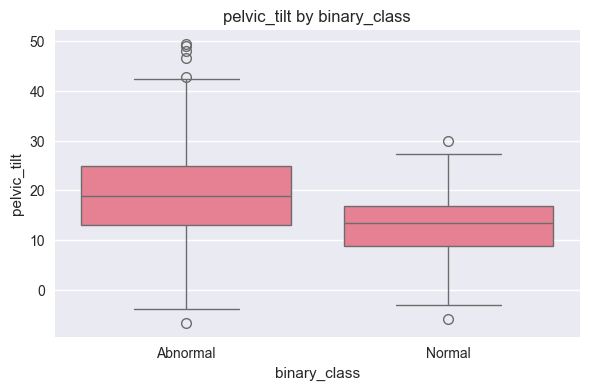 pelvic_tilt by binary_class
pelvic_tilt
50
40
30
20
10
0
Abnormal
Normal
binary_class